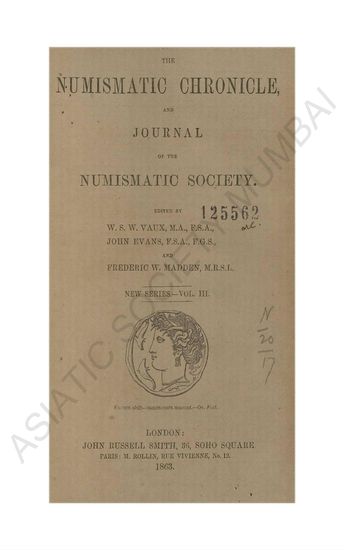 THE
NUMISMATIC CHRONICLE,
AND
JOURNAL
OF THE
NUMISMATIC SOCIETY.
EDITED BY
125562
W. S. W. VAUX, M.A., F.S.A.,
JOHN EVANS, F.S.A., F.G.S.,
AND
FREDERIC W. MADDEN, M.R.S.L.
NEW SERIES.—VOL. III.
N
20
17
LONDON:
JOHN RUSSELL SMITH, 36, SOHO SQUARE
PARIS: M. ROLLIN, RUE VIVIENNE, No. 12.
1863.
ASIATIC SOCIETY MUMBAI